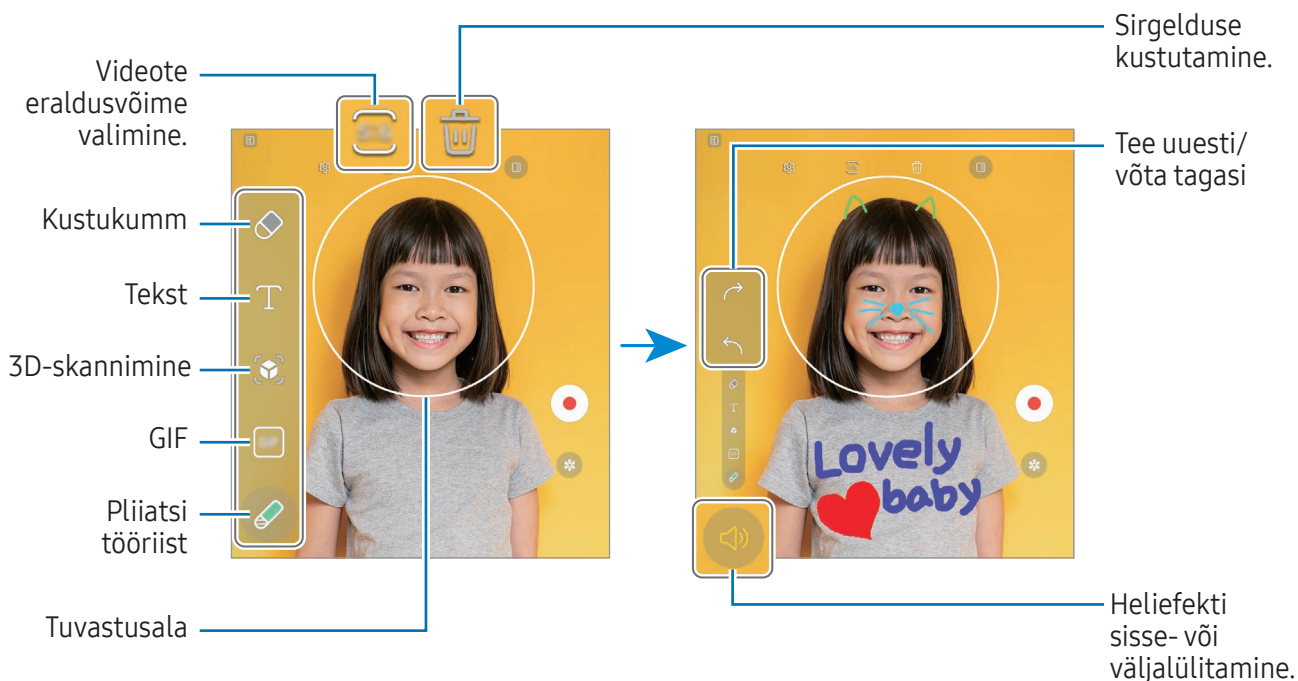 Videote
eraldusvõime
valimine.
Kustukumm
Tekst
3D-skannimine
GIF
Pliiatsi
tööriist
Tuvastusala
T
Sirgelduse
kustutamine.
Tee uuesti/
võta tagasi
T
Lovely
baby
Heliefekti
sisse- või
väljalülitamine.